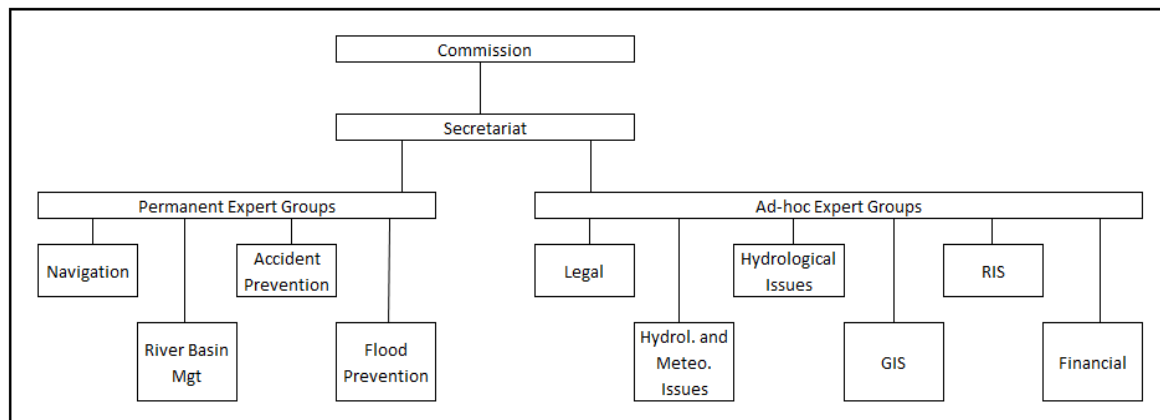 Commission
Secretariat
Permanent Expert Groups
Ad-hoc Expert Groups
Navigation
Accident
Prevention
Legal
Hydrological
Issues
RIS
River Basin
Mgt
Flood
Prevention
Hydrol. and
Meteo.
Issues
GIS
Financial